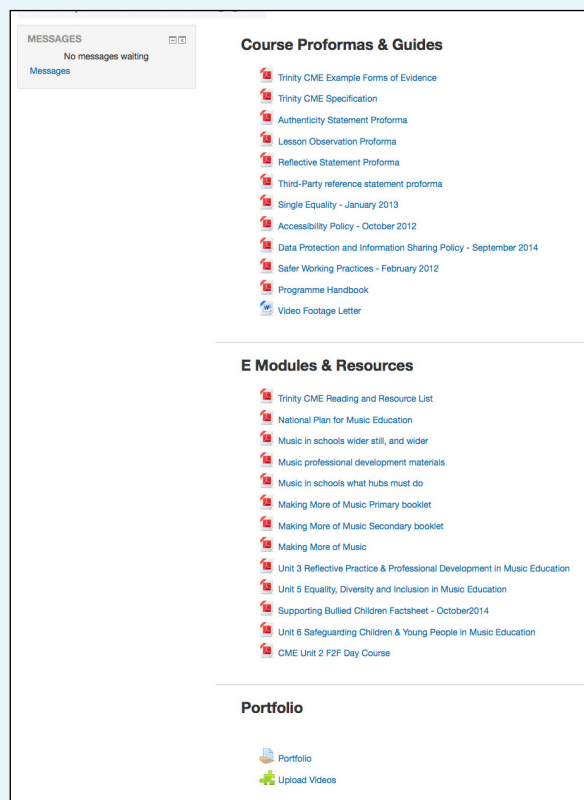 MESSAGES
No messages waiting
Messages
Course Proformas & Guides
Trinity CME Example Forms of Evidence
Trinity CME Specification
Authenticity Statement Proforma
Lesson Observation Proforma
Reflective Statement Proforma
Third-Party reference statement proforma
Single Equality - January 2013
Accessibility Policy - October 2012
Data Protection and Information Sharing Policy - September 2014
Safer Working Practices - February 2012
Programme Handbook
Video Footage Letter
E Modules & Resources
Trinity CME Reading and Resource List
National Plan for Music Education
Music in schools wider still, and wider
Music professional development materials
Music in schools what hubs must do
Making More of Music Primary booklet
Making More of Music Secondary booklet
Making More of Music
Unit 3 Reflective Practice & Professional Development in Music Education
Unit 5 Equality, Diversity and Inclusion in Music Education
Supporting Bullied Children Factsheet - October2014
Unit 6 Safeguarding Children & Young People in Music Education
CME Unit 2 F2F Day Course
Portfolio
Portfolio
Upload Videos